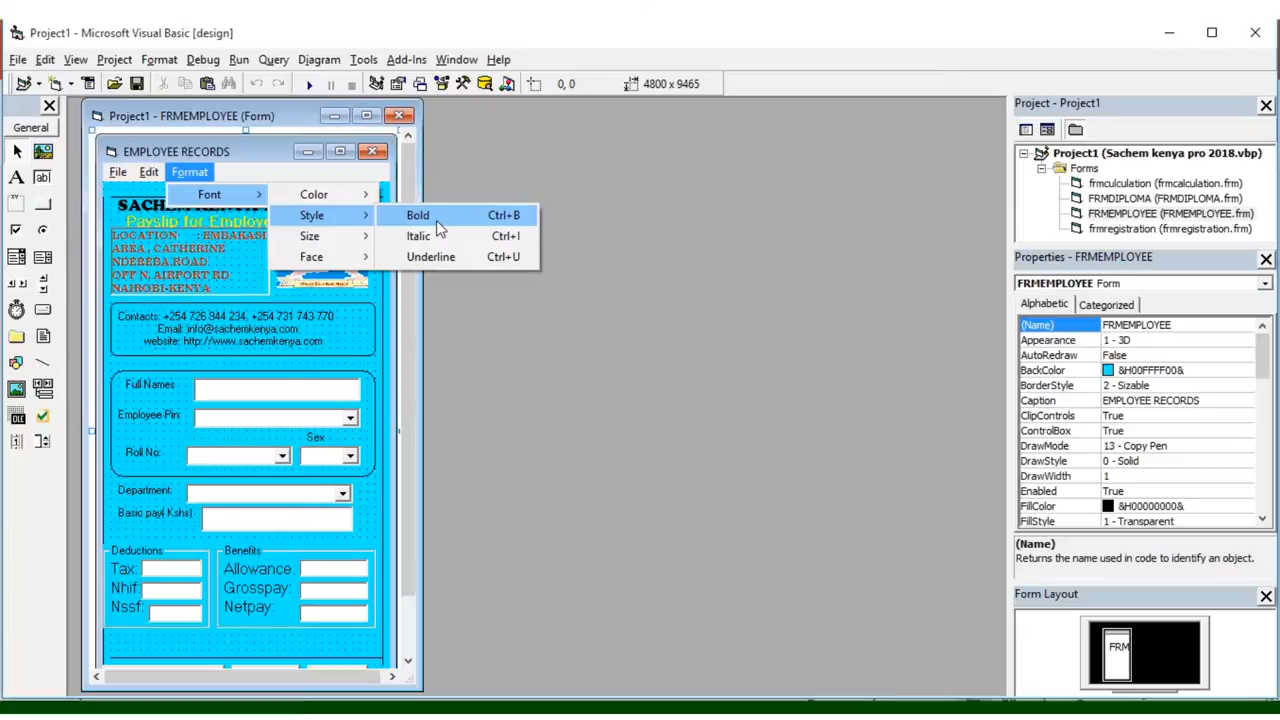 Project1 - Microsoft Visual Basic [design]
File Edit View Project Format Debug Run Query Diagram Tools Add-Ins Window Help
0, 0
4800 x 9465
General
Project1 - FRMEMPLOYEE (Form)
EMPLOYEE RECORDS
File Edit Format
Font
Color
Style
Size
Face
Bold Ctrl+B
Italic Ctrl+I
Underline Ctrl+U
SACHEM
Payslip for Employe
LOCATION : EMBAKASI
AREA , CATHERINE
NDEREBA ROAD
OFF N, AIRPORT RD
NAIROBI-KENYA
Contacts: +254 726 844 234, +254 731 743 770
Email: info@sachemkenya.com,
website: http://www.sachemkenya.com
Full Names
Employee Pin:
Sex
Roll No:
Department:
Basic pay( Kshs)
Deductions
Tax:
Nhif:
Nssf:
Benefits
Allowance:
Grosspay:
Netpay:
Project - Project1
Project1 (Sachem kenya pro 2018.vbp)
Forms
frmculculation (frmcalculation.frm)
FRMDIPLOMA (FRMDIPLOMA.frm)
FRMEMPLOYEE (FRMEMPLOYEE.frm)
frmregistration (frmregistration.frm)
Properties - FRMEMPLOYEE
FRMEMPLOYEE Form
Alphabetic Categorized
(Name) FRMEMPLOYEE
Appearance 1 - 3D
AutoRedraw False
BackColor &H00FFFF00&
BorderStyle 2 - Sizable
Caption EMPLOYEE RECORDS
ClipControls True
ControlBox True
DrawMode 13 - Copy Pen
DrawStyle 0 - Solid
DrawWidth 1
Enabled True
FillColor &H00000000&
FillStyle 1 - Transparent
(Name)
Returns the name used in code to identify an object.
Form Layout
FRM